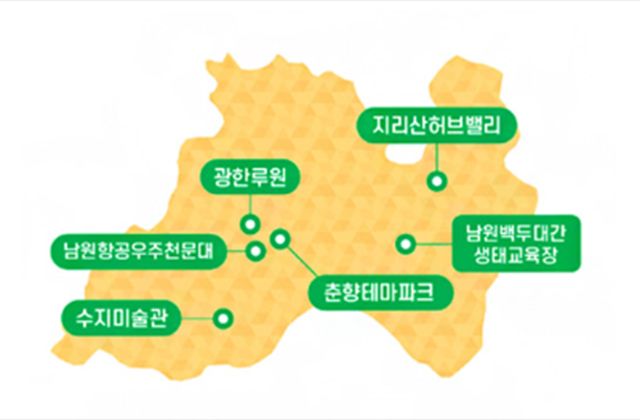 지리산허브밸리
광한루원
남원항공우주천문대
남원백두대간
생태교육장
춘향테마파크
수지미술관